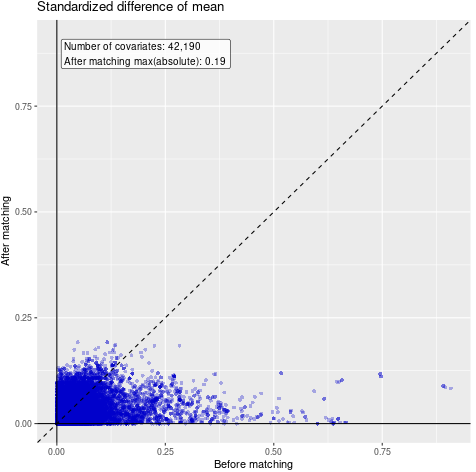 Standardized difference of mean
Number of covariates: 42,190
After matching max(absolute): 0.19
After matching
0.75
0.50
0.25
0.00
0.00
0.25
0.50
0.75
Before matching